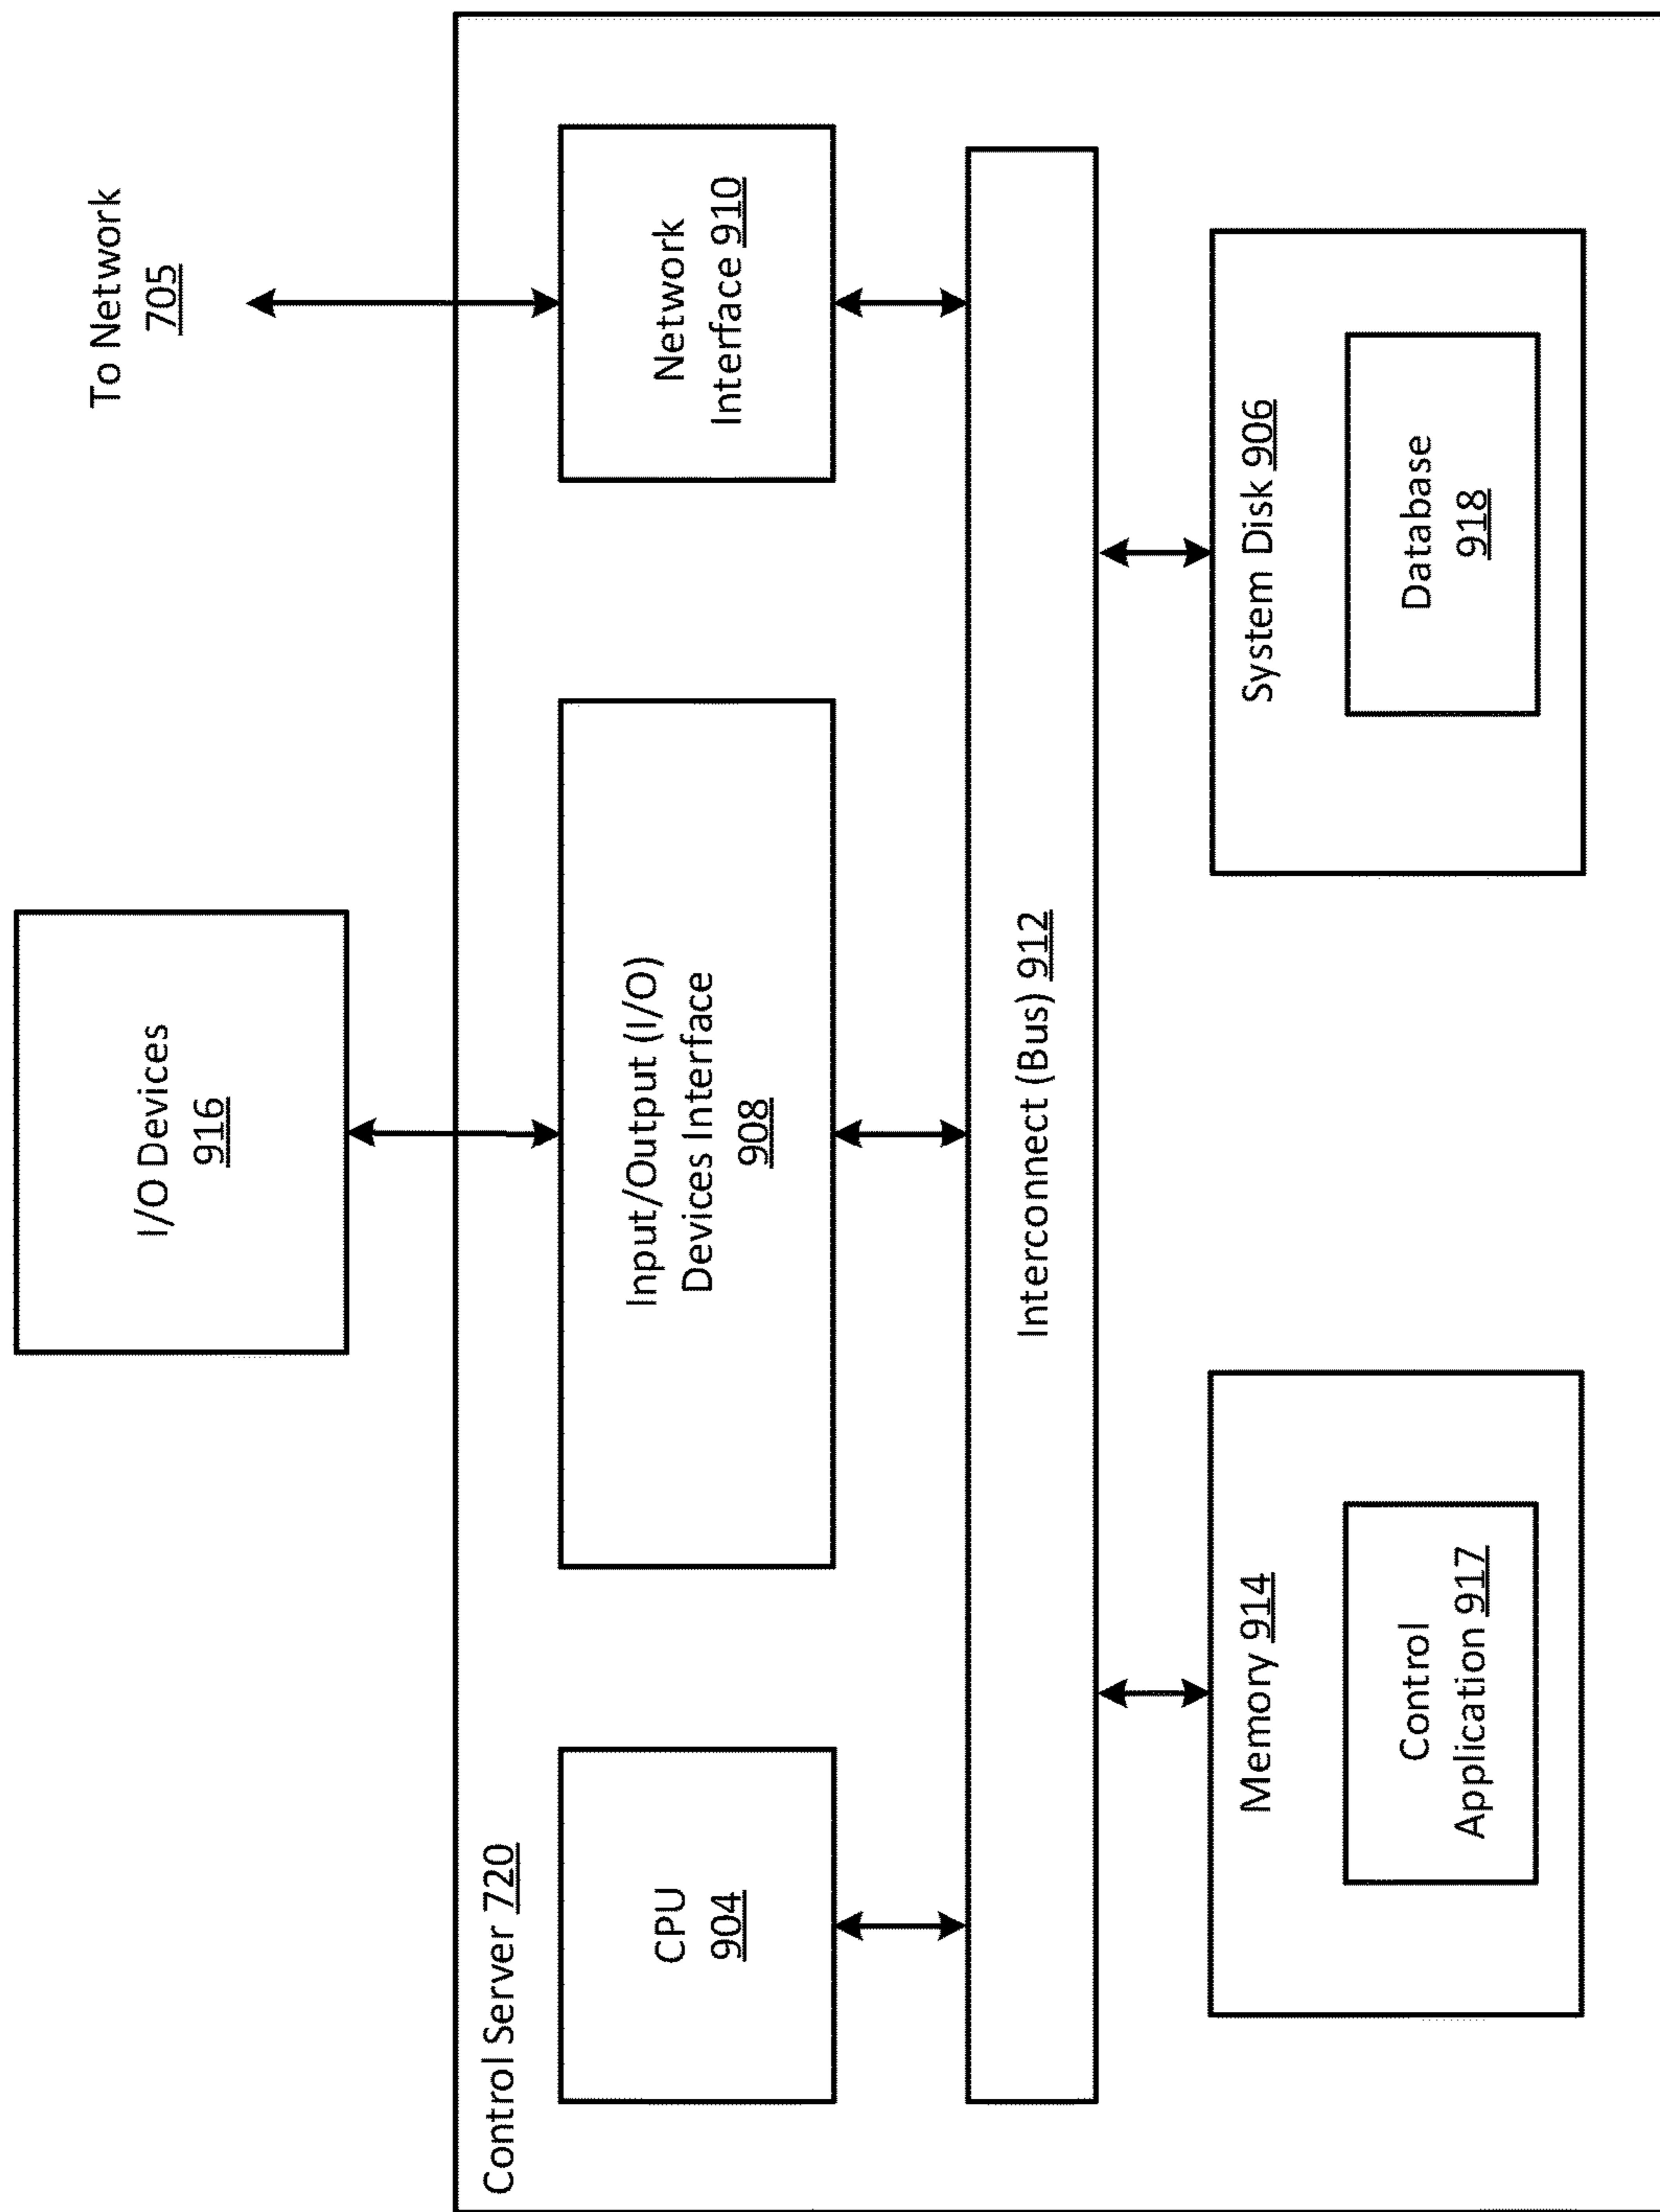 To Network
705
I/O Devices
916
Control Server 720
CPU
904
Input/Output (I/O)
Devices Interface
908
Network
Interface 910
Interconnect (Bus) 912
Memory 914
Control
Application 917
System Disk 906
Database
918